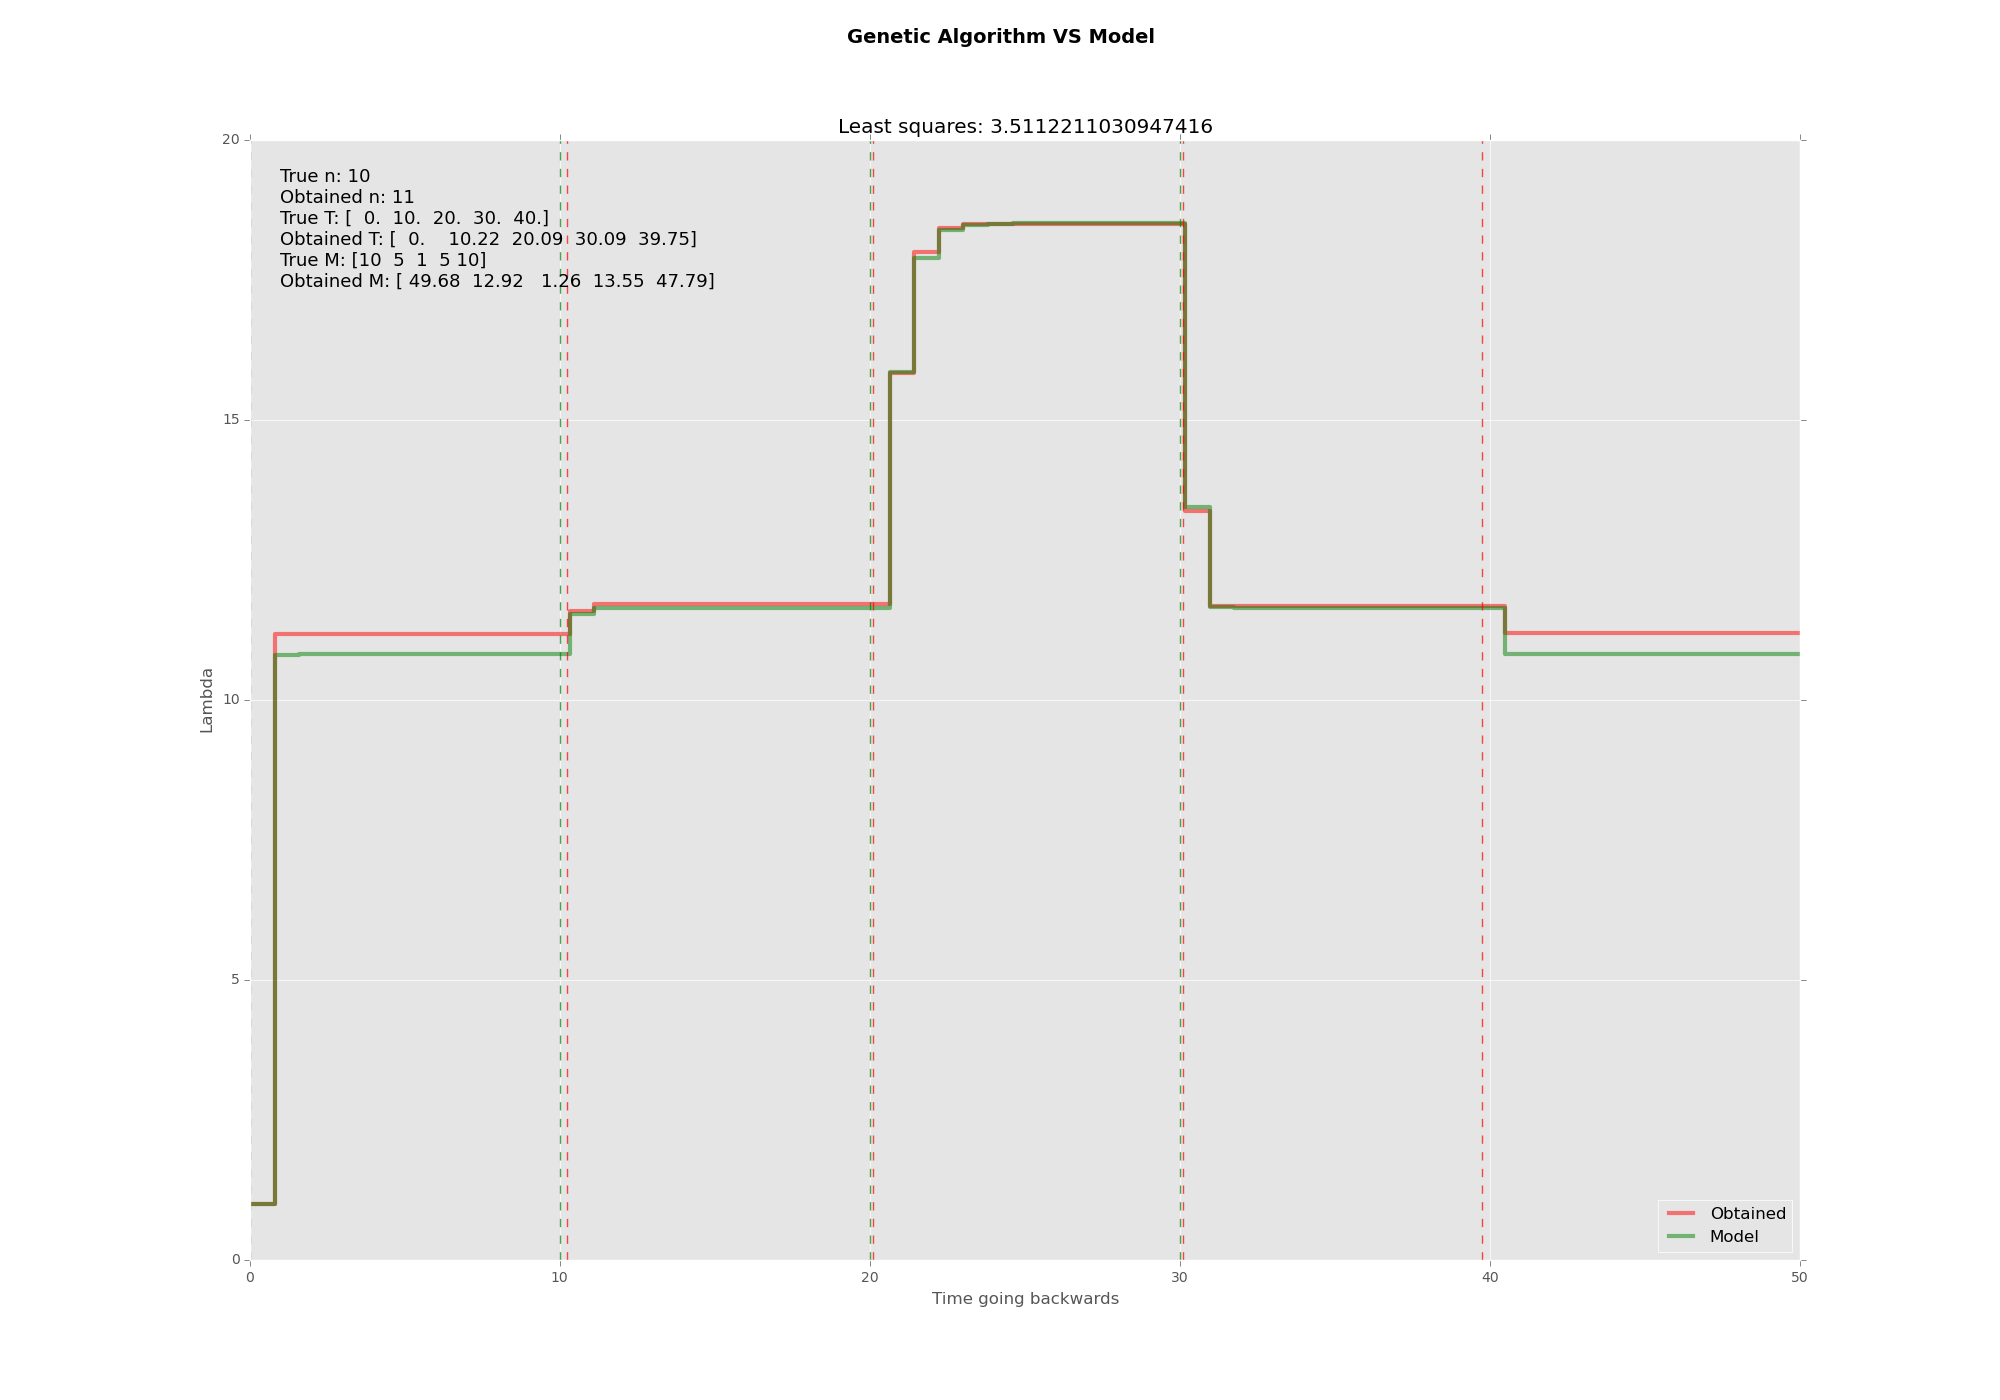 Genetic Algorithm VS Model
Least squares: 3.5112211030947416
True n: 10
Obtained n: 11
True T: [  0.  10.  20.  30.  40.]
Obtained T: [  0.    10.22  20.09  30.09  39.75]
True M: [10  5  1  5 10]
Obtained M: [ 49.68  12.92   1.26  13.55  47.79]
20
15
10
5
0
Lambda
0 10 20 30 40 50
Time going backwards
Obtained
Model